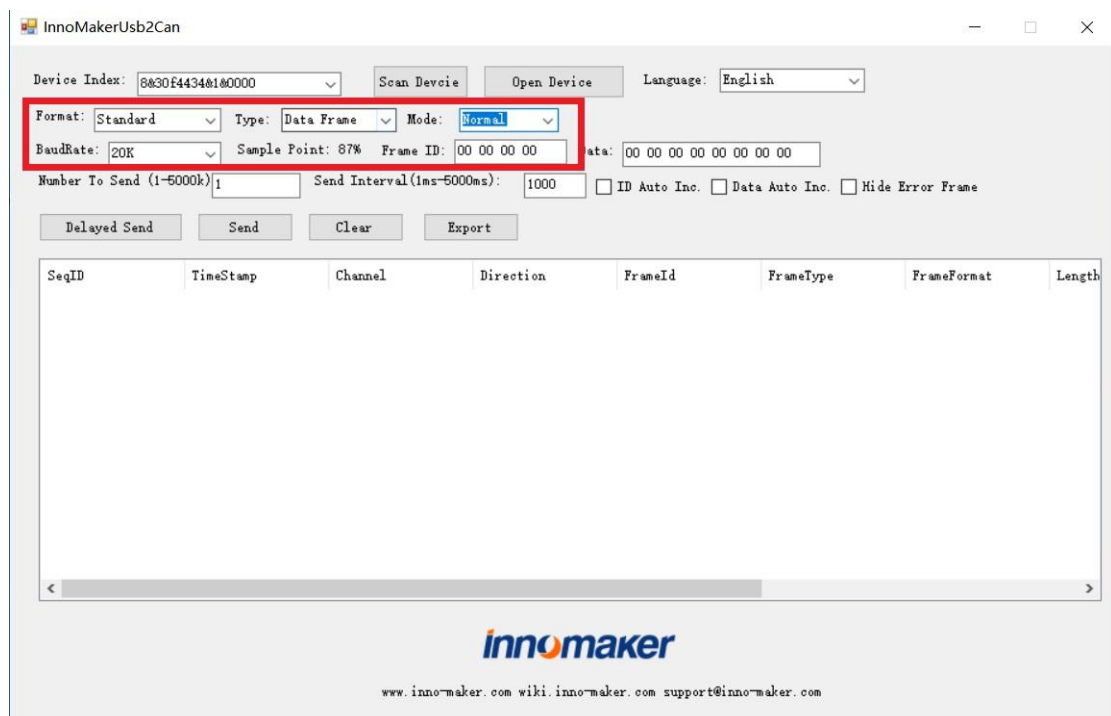 InnoMakerUsb2Can
Device Index: 8&30f4434&1&0000 Scan Devcie Open Device Language: English
Format: Standard Type: Data Frame Mode: Normal
BaudRate: 20K Sample Point: 87% Frame ID: 00 00 00 00 ata: 00 00 00 00 00 00 00 00
Number To Send (1-5000k) 1 Send Interval(1ms-5000ms): 1000 ID Auto Inc. Data Auto Inc. Hide Error Frame
Delayed Send Send Clear Export
SeqID TimeStamp Channel Direction FrameId FrameType FrameFormat Length
innomaker
www.inno-maker.com wiki.inno-maker.com support@inno-maker.com